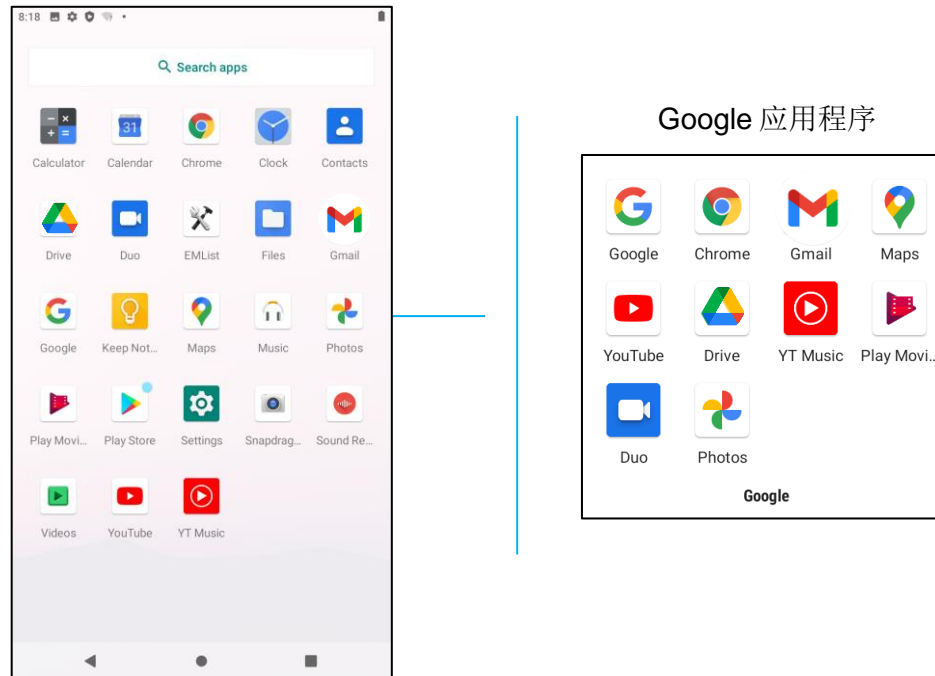 8:18
Search apps
Calculator Calendar Chrome Clock Contacts
31
Drive Duo EMList Files Gmail
Google Keep Not... Maps Music Photos
Play Movi... Play Store Settings Snapdrag... Sound Re...
Videos YouTube YT Music
Google 应用程序
Google Chrome Gmail Maps
YouTube Drive YT Music Play Movi..
Duo Photos
Google